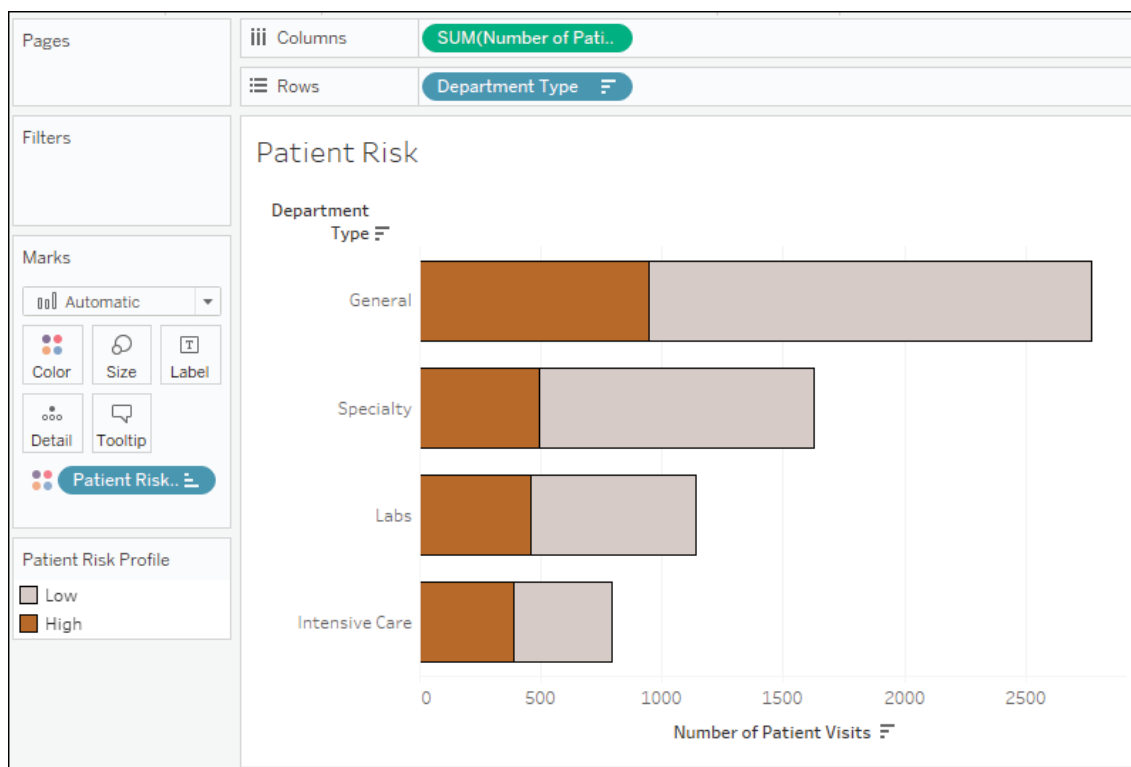 Pages
Columns
SUM(Number of Pati..
Rows
Department Type
Filters
Patient Risk
Department
Type
Marks
Automatic
Color
Size
Label
Detail
Tooltip
Patient Risk..
Patient Risk Profile
Low
High
General
Specialty
Labs
Intensive Care
0
500
1000
1500
2000
2500
Number of Patient Visits